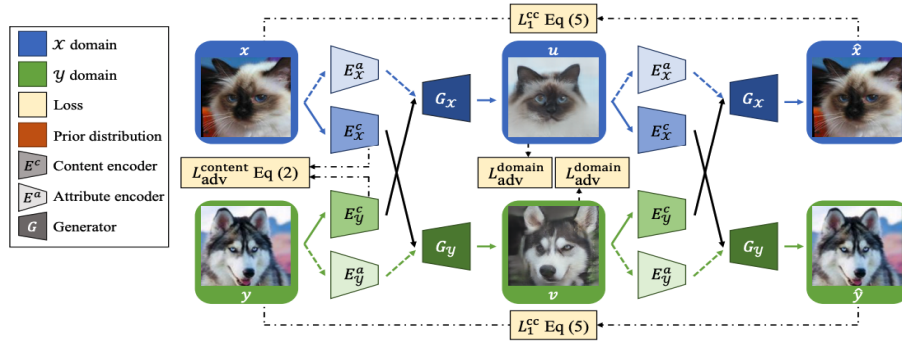 𝒳 domain
𝒴 domain
Loss
Prior distribution
E^c Content encoder
E^a Attribute encoder
G Generator
L_1^cc Eq (5)
x
u
x̂
E_𝒳^a
E_𝒳^c
G_𝒳
E_𝒳^a
E_𝒳^c
G_𝒳
L_adv^content Eq (2)
L_adv^domain
L_adv^domain
E_𝒴^c
E_𝒴^a
G_𝒴
E_𝒴^c
E_𝒴^a
G_𝒴
y
v
ŷ
L_1^cc Eq (5)